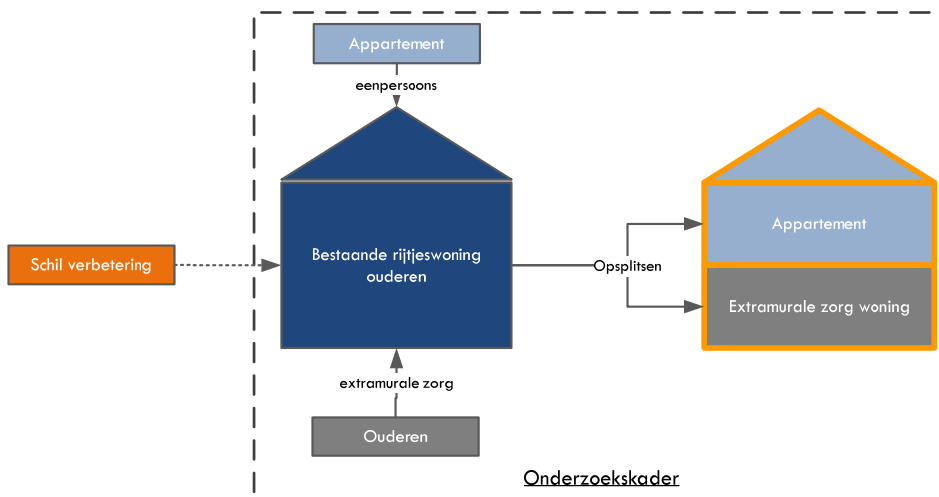 Appartement
eenpersoons
Schil verbetering
Bestaande rijtjeswoning
ouderen
Opsplitsen
Appartement
Extramurale zorg woning
extramurale zorg
Ouderen
Onderzoekskader